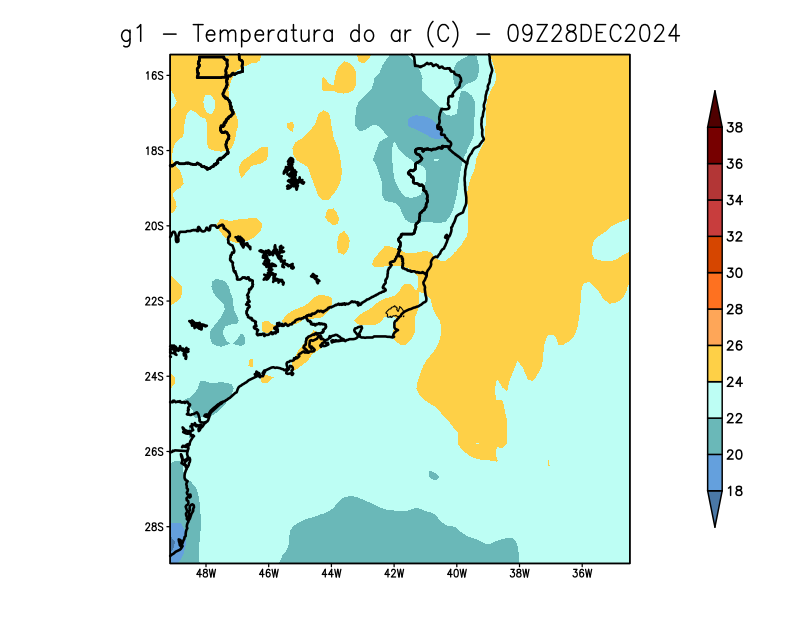 g1 – Temperatura do ar (C) – 09Z28DEC2024
16S
18S
20S
22S
24S
26S
28S
48W
46W
44W
42W
40W
38W
36W
38
36
34
32
30
28
26
24
22
20
18